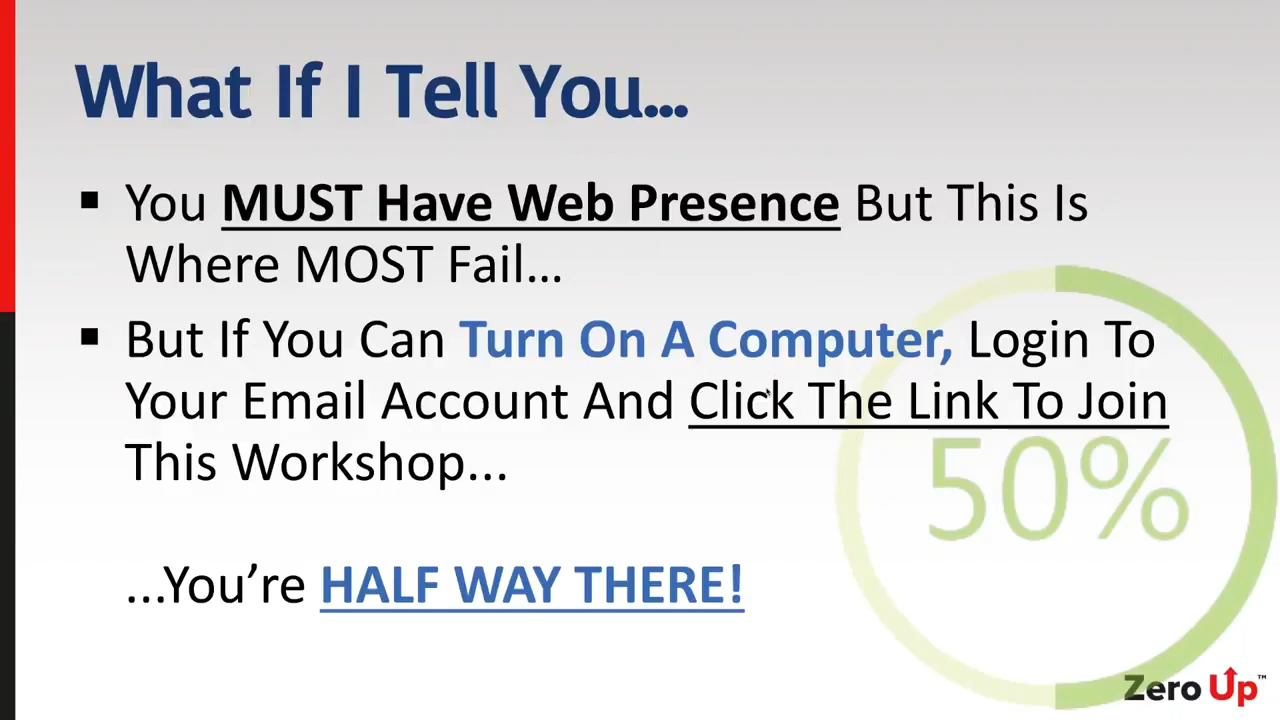 What If I Tell You...
▪ You MUST Have Web Presence But This Is
Where MOST Fail...
▪ But If You Can Turn On A Computer, Login To
Your Email Account And Click The Link To Join
This Workshop...
...You’re HALF WAY THERE!
50%
Zero Up™